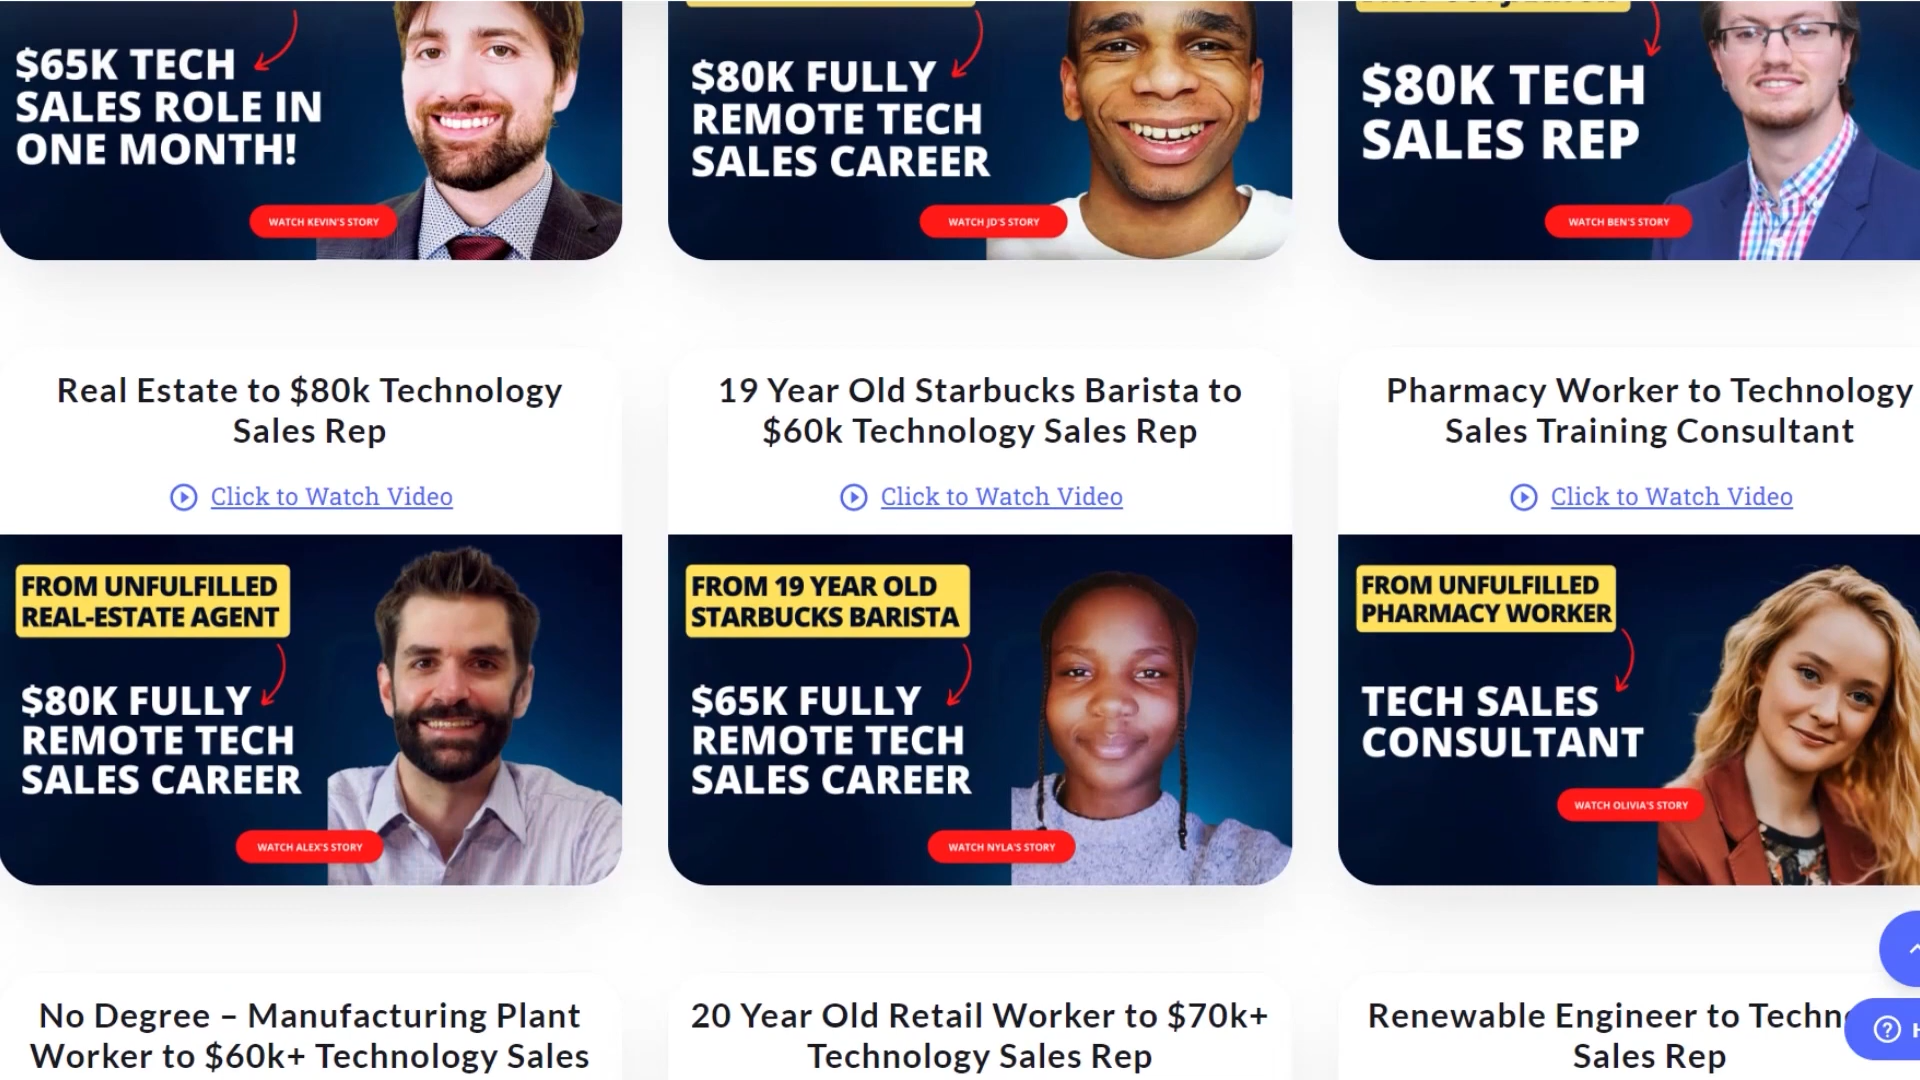 $65K TECH
SALES ROLE IN
ONE MONTH!
WATCH KEVIN'S STORY
$80K FULLY
REMOTE TECH
SALES CAREER
WATCH JD'S STORY
$80K TECH
SALES REP
WATCH BEN'S STORY
Real Estate to $80k Technology
Sales Rep
Click to Watch Video
19 Year Old Starbucks Barista to
$60k Technology Sales Rep
Click to Watch Video
Pharmacy Worker to Technology
Sales Training Consultant
Click to Watch Video
FROM UNFULFILLED
REAL-ESTATE AGENT
$80K FULLY
REMOTE TECH
SALES CAREER
WATCH ALEX'S STORY
FROM 19 YEAR OLD
STARBUCKS BARISTA
$65K FULLY
REMOTE TECH
SALES CAREER
WATCH NYLA'S STORY
FROM UNFULFILLED
PHARMACY WORKER
TECH SALES
CONSULTANT
WATCH OLIVIA'S STORY
No Degree – Manufacturing Plant
Worker to $60k+ Technology Sales
20 Year Old Retail Worker to $70k+
Technology Sales Rep
Renewable Engineer to
Sales Rep